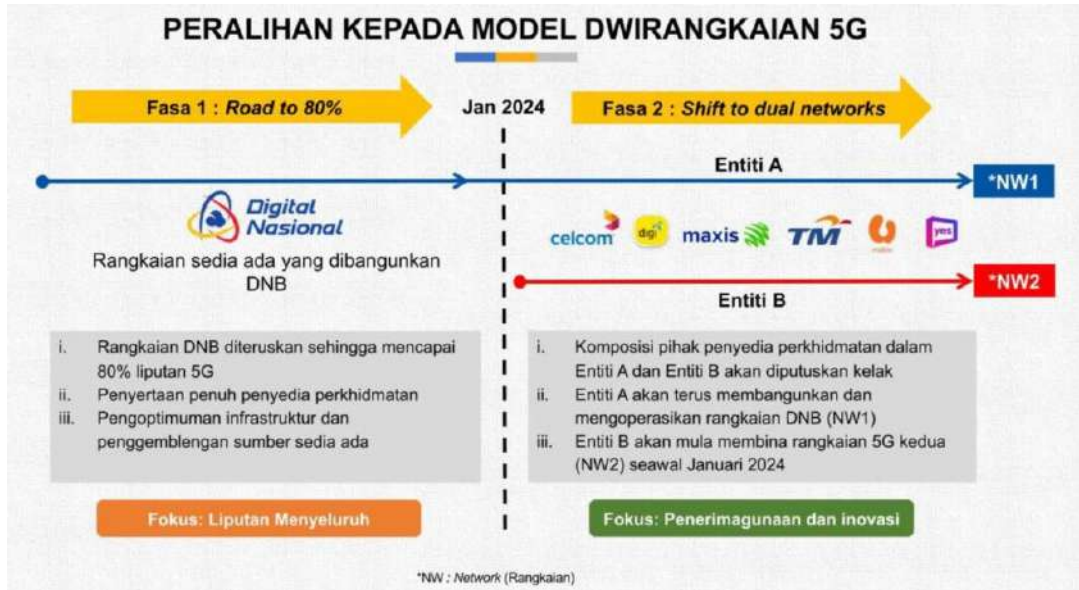 PERALIHAN KEPADA MODEL DWIRANGKAIAN 5G
Fasa 1 : Road to 80%
Jan 2024
Fasa 2 : Shift to dual networks
Entiti A
*NW1
Digital
Nasional
celcom
digi
maxis
TM
yes
Rangkaian sedia ada yang dibangunkan
DNB
*NW2
Entiti B
i. Rangkaian DNB diteruskan sehingga mencapai
80% liputan 5G
ii. Penyertaan penuh penyedia perkhidmatan
iii. Pengoptimuman infrastruktur dan
penggemblengan sumber sedia ada
i. Komposisi pihak penyedia perkhidmatan dalam
Entiti A dan Entiti B akan diputuskan kelak
ii. Entiti A akan terus membangunkan dan
mengoperasikan rangkaian DNB (NW1)
iii. Entiti B akan mula membina rangkaian 5G kedua
(NW2) seawal Januari 2024
Fokus: Liputan Menyeluruh
Fokus: Penerimagunaan dan inovasi
*NW : Network (Rangkaian)